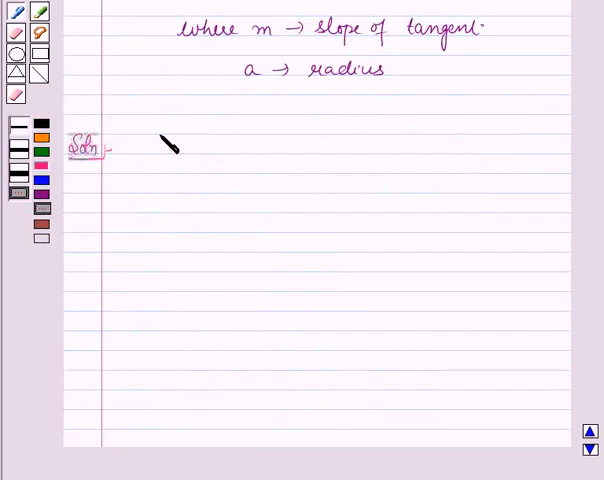 where m → slope of tangent.
a → radius
Soln :-